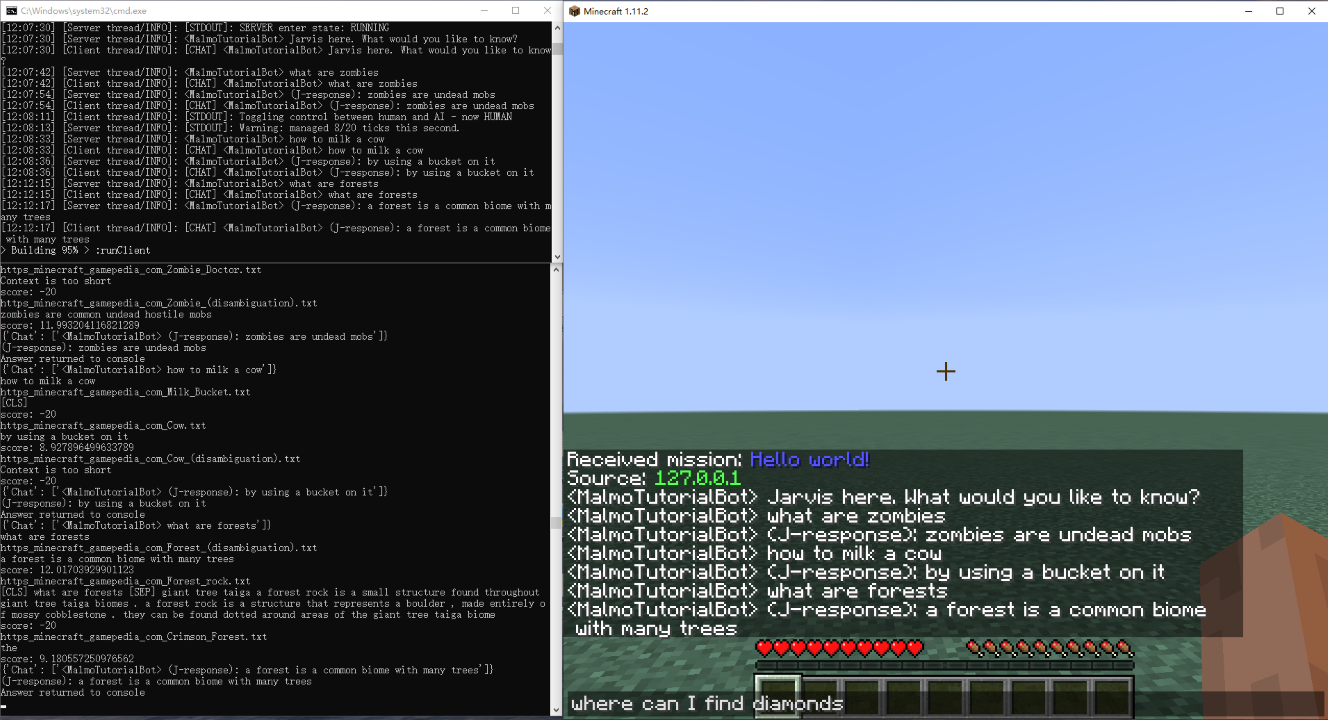 C:\Windows\system32\cmd.exe
[12:07:30] [Server thread/INFO]: [STDOUT]: SERVER enter state: RUNNING
[12:07:30] [Server thread/INFO]: <MalmoTutorialBot> Jarvis here. What would you like to know?
[12:07:30] [Client thread/INFO]: [CHAT] <MalmoTutorialBot> Jarvis here. What would you like to know
?
[12:07:42] [Server thread/INFO]: <MalmoTutorialBot> what are zombies
[12:07:42] [Client thread/INFO]: [CHAT] <MalmoTutorialBot> what are zombies
[12:07:54] [Server thread/INFO]: <MalmoTutorialBot> (J-response): zombies are undead mobs
[12:07:54] [Client thread/INFO]: [CHAT] <MalmoTutorialBot> (J-response): zombies are undead mobs
[12:08:11] [Client thread/INFO]: [STDOUT]: Toggling control between human and AI - now HUMAN
[12:08:13] [Server thread/INFO]: [STDOUT]: Warning: managed 8/20 ticks this second.
[12:08:33] [Server thread/INFO]: <MalmoTutorialBot> how to milk a cow
[12:08:33] [Client thread/INFO]: [CHAT] <MalmoTutorialBot> how to milk a cow
[12:08:36] [Server thread/INFO]: <MalmoTutorialBot> (J-response): by using a bucket on it
[12:08:36] [Client thread/INFO]: [CHAT] <MalmoTutorialBot> (J-response): by using a bucket on it
[12:12:15] [Server thread/INFO]: <MalmoTutorialBot> what are forests
[12:12:15] [Client thread/INFO]: [CHAT] <MalmoTutorialBot> what are forests
[12:12:17] [Server thread/INFO]: <MalmoTutorialBot> (J-response): a forest is a common biome with m
any trees
[12:12:17] [Client thread/INFO]: [CHAT] <MalmoTutorialBot> (J-response): a forest is a common biome
with many trees
> Building 95% > :runClient
https_minecraft_gamepedia_com_Zombie_Doctor.txt
Context is too short
score: -20
https_minecraft_gamepedia_com_Zombie_(disambiguation).txt
zombies are common undead hostile mobs
score: 11.993204116821289
{'Chat': ['<MalmoTutorialBot> (J-response): zombies are undead mobs']}
(J-response): zombies are undead mobs
Answer returned to console
{'Chat': ['<MalmoTutorialBot> how to milk a cow']}
how to milk a cow
https_minecraft_gamepedia_com_Milk_Bucket.txt
[CLS]
score: -20
https_minecraft_gamepedia_com_Cow.txt
by using a bucket on it
score: 8.927896499633789
https_minecraft_gamepedia_com_Cow_(disambiguation).txt
Context is too short
score: -20
{'Chat': ['<MalmoTutorialBot> (J-response): by using a bucket on it']}
(J-response): by using a bucket on it
Answer returned to console
{'Chat': ['<MalmoTutorialBot> what are forests']}
what are forests
https_minecraft_gamepedia_com_Forest_(disambiguation).txt
a forest is a common biome with many trees
score: 12.01703929901123
https_minecraft_gamepedia_com_Forest_rock.txt
[CLS] what are forests [SEP] giant tree taiga a forest rock is a small structure found throughout
giant tree taiga biomes . a forest rock is a structure that represents a boulder , made entirely o
f mossy cobblestone . they can be found dotted around areas of the giant tree taiga biome
score: -20
https_minecraft_gamepedia_com_Crimson_Forest.txt
the
score: 9.180557250976562
{'Chat': ['<MalmoTutorialBot> (J-response): a forest is a common biome with many trees']}
(J-response): a forest is a common biome with many trees
Answer returned to console
Minecraft 1.11.2
Received mission: Hello world!
Source: 127.0.0.1
<MalmoTutorialBot> Jarvis here. What would you like to know?
<MalmoTutorialBot> what are zombies
<MalmoTutorialBot> (J-response): zombies are undead mobs
<MalmoTutorialBot> how to milk a cow
<MalmoTutorialBot> (J-response): by using a bucket on it
<MalmoTutorialBot> what are forests
<MalmoTutorialBot> (J-response): a forest is a common biome
with many trees
where can I find diamonds